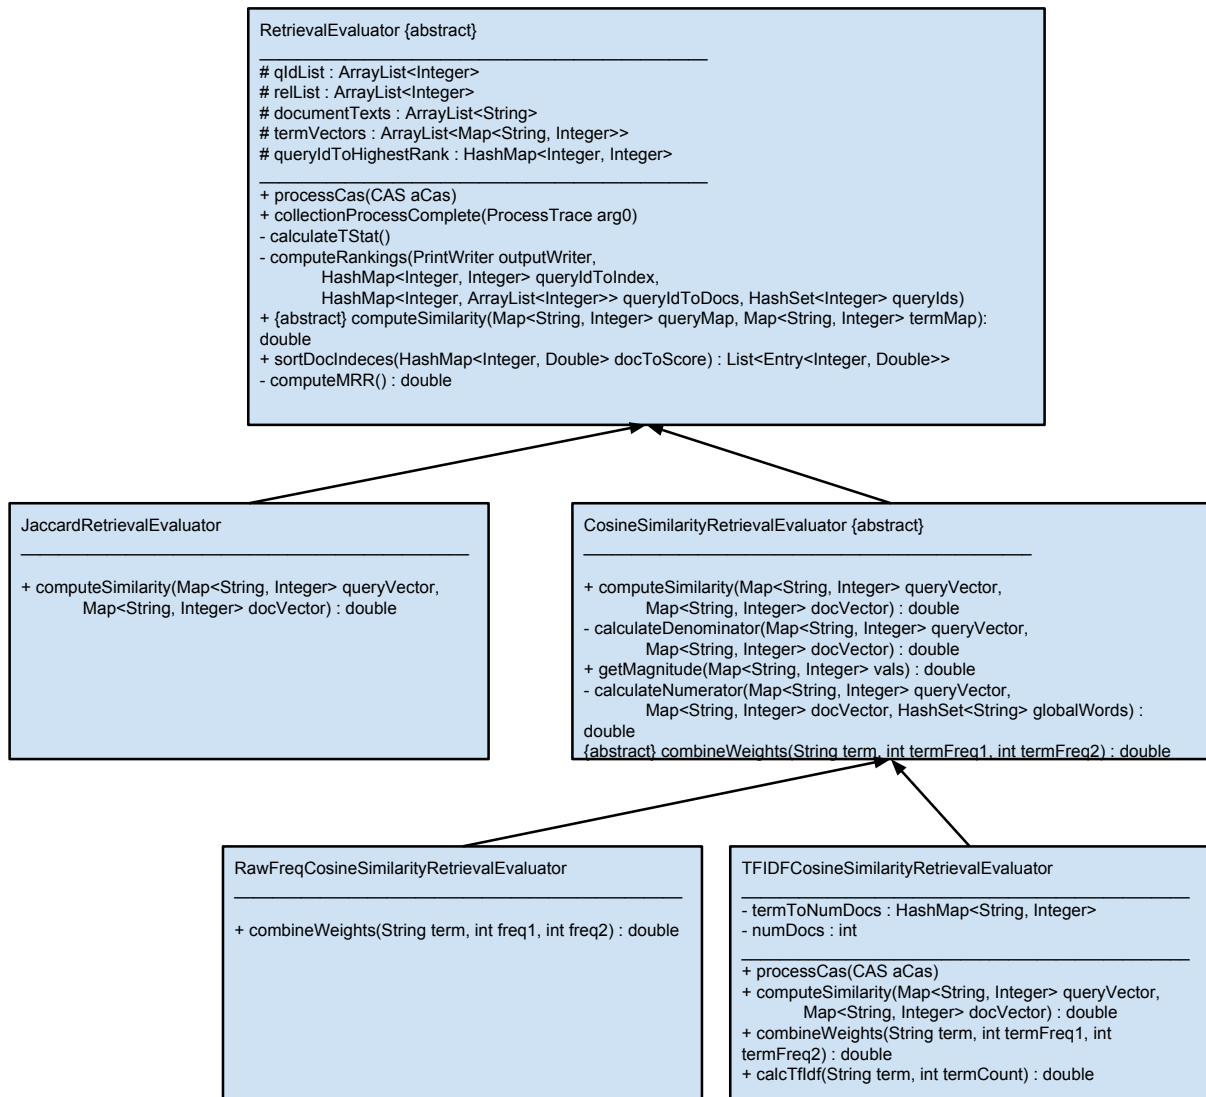 RetrievalEvaluator {abstract}
# qIdList : ArrayList<Integer>
# relList : ArrayList<Integer>
# documentTexts : ArrayList<String>
# termVectors : ArrayList<Map<String, Integer>>
# queryIdToHighestRank : HashMap<Integer, Integer>
+ processCas(CAS aCas)
+ collectionProcessComplete(ProcessTrace arg0)
- calculateTStat()
- computeRankings(PrintWriter outputWriter,
HashMap<Integer, Integer> queryIdToIndex,
HashMap<Integer, ArrayList<Integer>> queryIdToDocs, HashSet<Integer> queryIds)
+ {abstract} computeSimilarity(Map<String, Integer> queryMap, Map<String, Integer> termMap):
double
+ sortDocIndeces(HashMap<Integer, Double> docToScore) : List<Entry<Integer, Double>>
- computeMRR() : double
JaccardRetrievalEvaluator
+ computeSimilarity(Map<String, Integer> queryVector,
Map<String, Integer> docVector) : double
CosineSimilarityRetrievalEvaluator {abstract}
+ computeSimilarity(Map<String, Integer> queryVector,
Map<String, Integer> docVector) : double
- calculateDenominator(Map<String, Integer> queryVector,
Map<String, Integer> docVector) : double
+ getMagnitude(Map<String, Integer> vals) : double
- calculateNumerator(Map<String, Integer> queryVector,
Map<String, Integer> docVector, HashSet<String> globalWords) :
double
{abstract} combineWeights(String term, int termFreq1, int termFreq2) : double
RawFreqCosineSimilarityRetrievalEvaluator
+ combineWeights(String term, int freq1, int freq2) : double
TFIDFCosineSimilarityRetrievalEvaluator
- termToNumDocs : HashMap<String, Integer>
- numDocs : int
+ processCas(CAS aCas)
+ computeSimilarity(Map<String, Integer> queryVector,
Map<String, Integer> docVector) : double
+ combineWeights(String term, int termFreq1, int
termFreq2) : double
+ calcTfIdf(String term, int termCount) : double